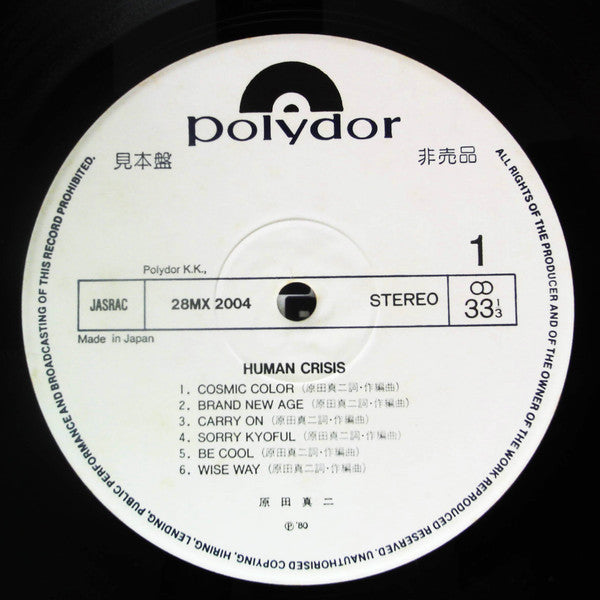 polydor
見本盤
非売品
1
Polydor K.K.,
JASRAC
28MX 2004
STEREO
33 1/3
Made in Japan
HUMAN CRISIS
1. COSMIC COLOR (原田真二詞・作編曲)
2. BRAND NEW AGE (原田真二詞・作編曲)
3. CARRY ON (原田真二詞・作編曲)
4. SORRY KYOFUL (原田真二詞・作編曲)
5. BE COOL (原田真二詞・作編曲)
6. WISE WAY (原田真二詞・作編曲)
原田真二
Ⓟ '80
ALL RIGHTS OF THE PRODUCER AND OF THE OWNER OF THE WORK REPRODUCED RESERVED. UNAUTHORISED COPYING, HIRING, LENDING, PUBLIC PERFORMANCE AND BROADCASTING OF THIS RECORD PROHIBITED.